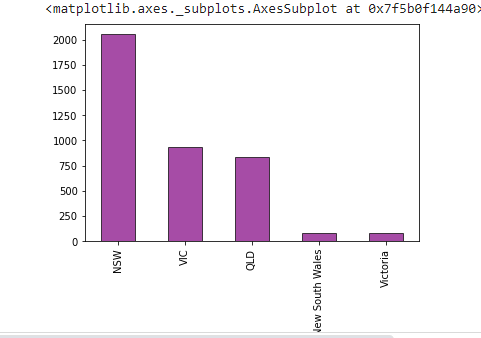 <matplotlib.axes._subplots.AxesSubplot at 0x7f5b0f144a90>
2000
1750
1500
1250
1000
750
500
250
0
NSW
VIC
QLD
New South Wales
Victoria